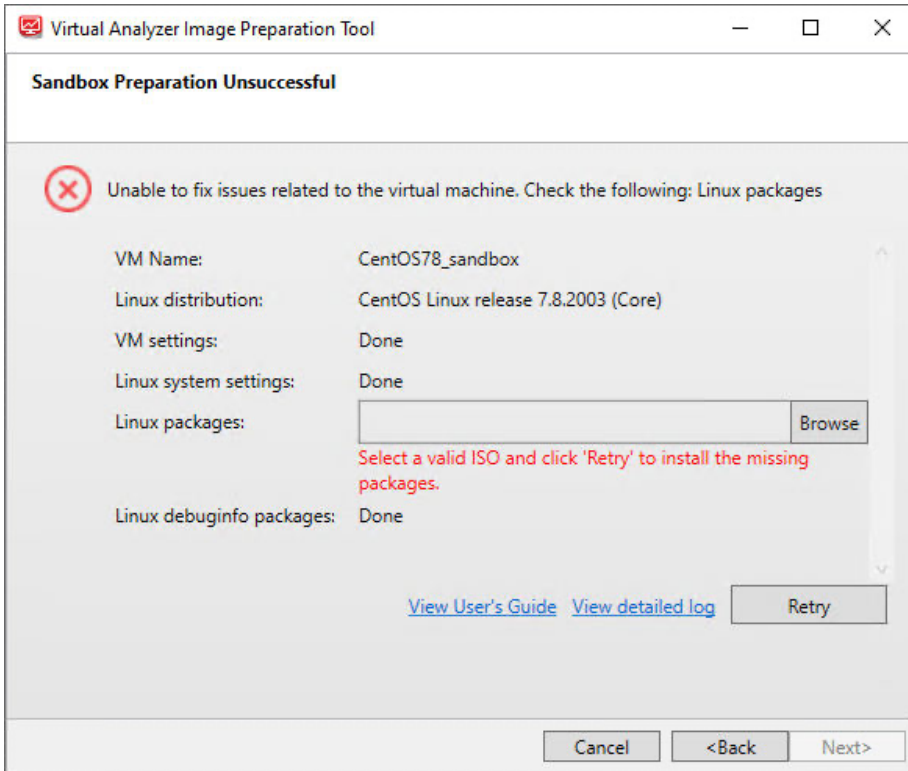 Virtual Analyzer Image Preparation Tool
Sandbox Preparation Unsuccessful
Unable to fix issues related to the virtual machine. Check the following: Linux packages
VM Name: CentOS78_sandbox
Linux distribution: CentOS Linux release 7.8.2003 (Core)
VM settings: Done
Linux system settings: Done
Linux packages: Browse
Select a valid ISO and click 'Retry' to install the missing
packages.
Linux debuginfo packages: Done
View User's Guide View detailed log Retry
Cancel <Back Next>